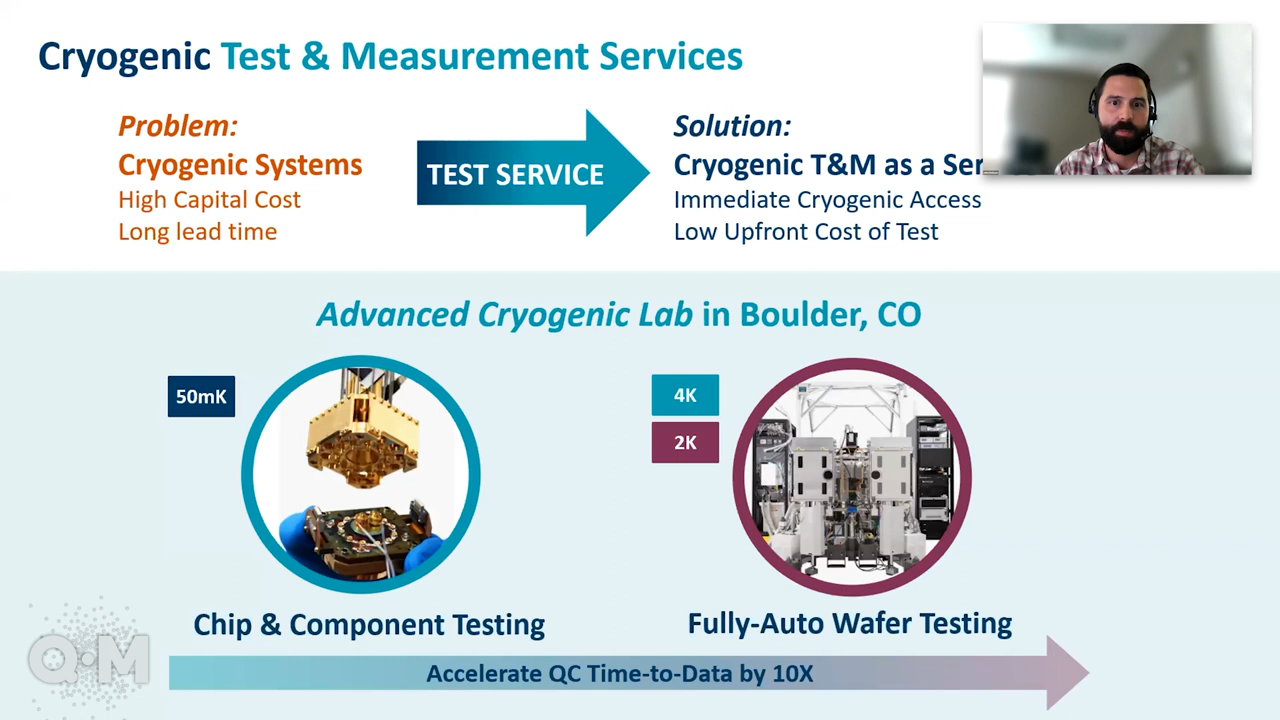 Cryogenic Test & Measurement Services
Problem:
Cryogenic Systems
High Capital Cost
Long lead time
TEST SERVICE
Solution:
Cryogenic T&M as a Ser
Immediate Cryogenic Access
Low Upfront Cost of Test
Advanced Cryogenic Lab in Boulder, CO
50mK
4K
2K
Chip & Component Testing
Fully-Auto Wafer Testing
Q·M
Accelerate QC Time-to-Data by 10X